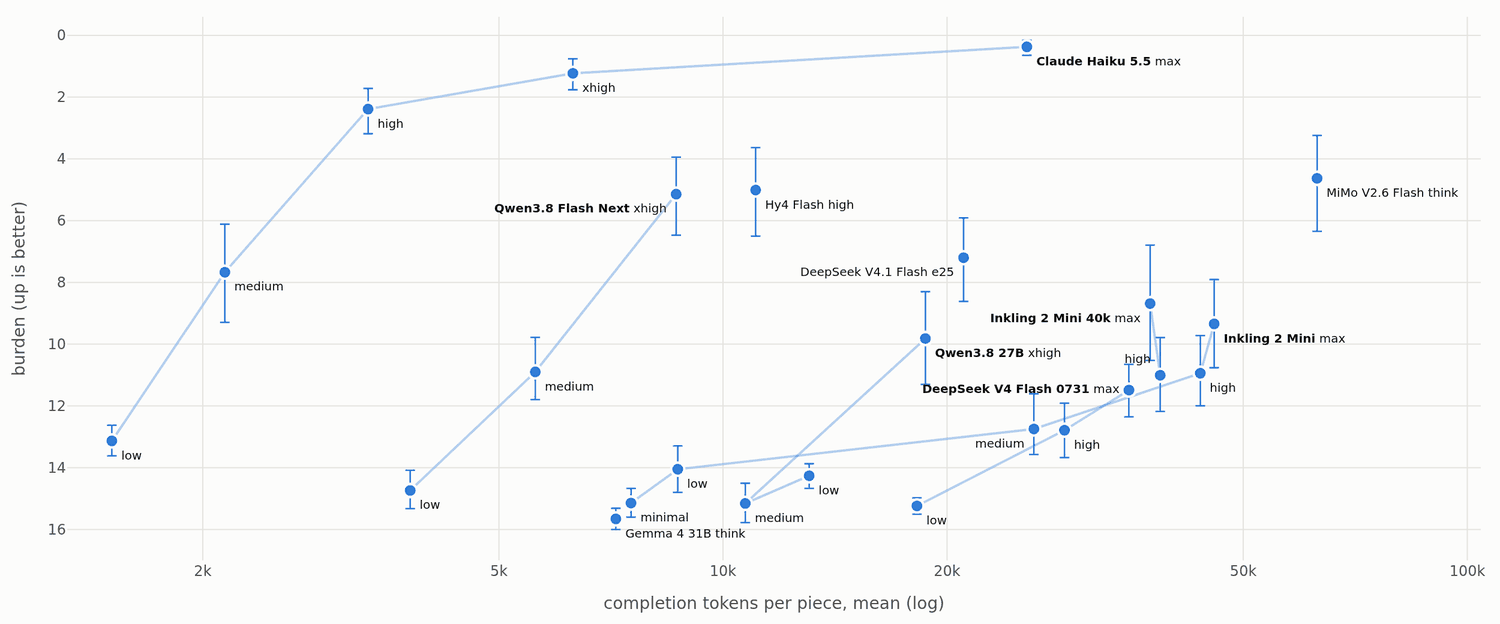 0
Claude Haiku 5.5 max
xhigh
2
high
4
MiMo V2.6 Flash think
Qwen3.8 Flash Next xhigh
Hy4 Flash high
6
DeepSeek V4.1 Flash e25
medium
8
Inkling 2 Mini 40k max
Inkling 2 Mini max
10
Qwen3.8 27B xhigh
high
medium
DeepSeek V4 Flash 0731 max
high
12
medium
high
low
14
low
low
low
minimal
medium
low
Gemma 4 31B think
16
burden (up is better)
2k
5k
10k
20k
50k
100k
completion tokens per piece, mean (log)